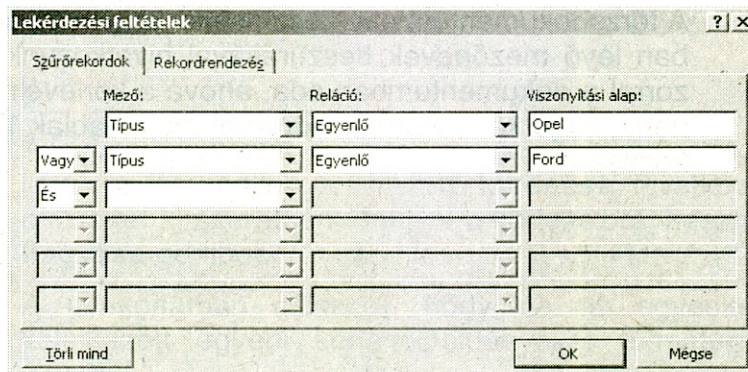 Lekérdezési feltételek
Szűrőrekordok Rekordrendezés
Mező: Reláció: Viszonyítási alap:
Típus Egyenlő Opel
Vagy Típus Egyenlő Ford
És
Törli mind OK Mégse